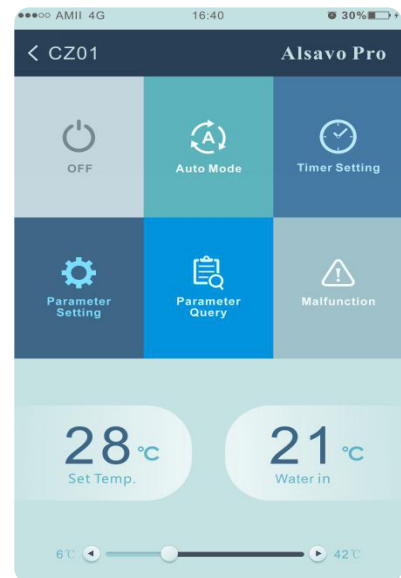 AMII 4G 16:40 30%
CZ01 Alsavo Pro
OFF
Auto Mode
Timer Setting
Parameter
Setting
Parameter
Query
Malfunction
28 °C
Set Temp.
21 °C
Water in
6℃ 42℃